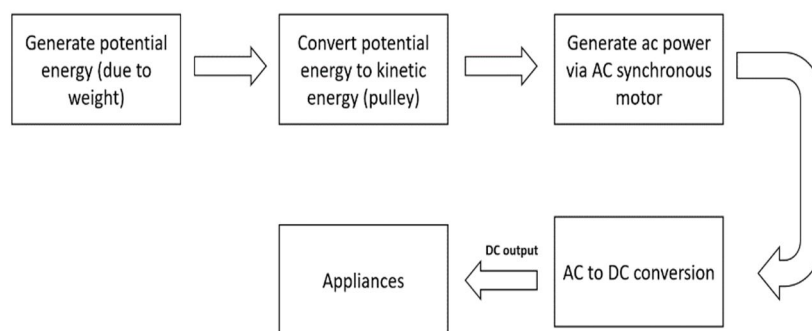 Generate potential
energy (due to
weight)
Convert potential
energy to kinetic
energy (pulley)
Generate ac power
via AC synchronous
motor
AC to DC conversion
DC output
Appliances